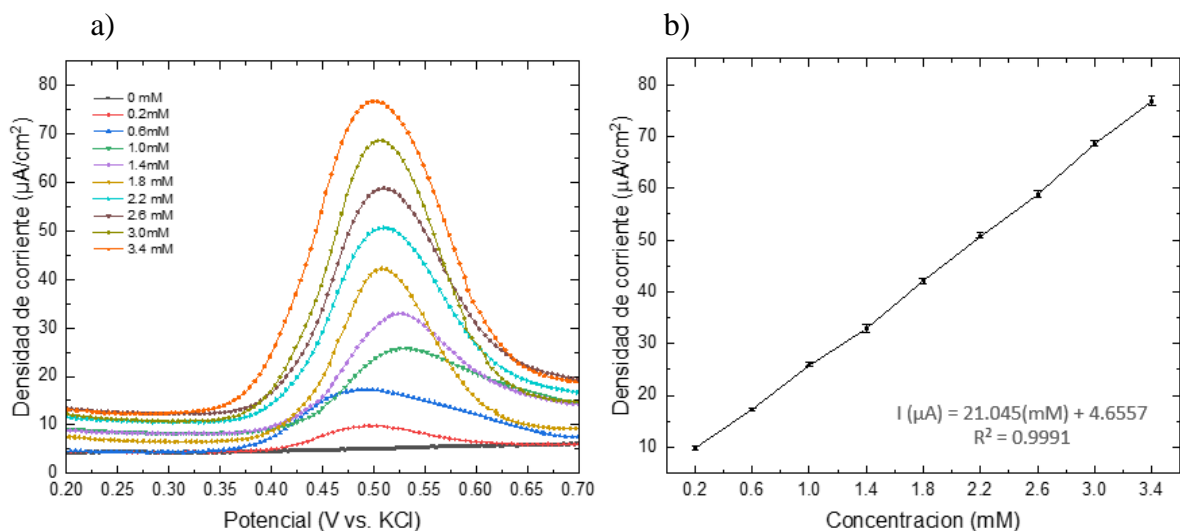 a)
b)
80
70
60
50
40
30
20
10
0
Densidad de corriente (µA/cm²)
0 mM
0.2mM
0.6mM
1.0mM
1.4mM
1.8 mM
2.2 mM
2.6 mM
3.0mM
3.4 mM
0.20 0.25 0.30 0.35 0.40 0.45 0.50 0.55 0.60 0.65 0.70
Potencial (V vs. KCl)
80
70
60
50
40
30
20
10
Densidad de corriente (µA/cm²)
I (µA) = 21.045(mM) + 4.6557
R² = 0.9991
0.2 0.6 1.0 1.4 1.8 2.2 2.6 3.0 3.4
Concentracion (mM)